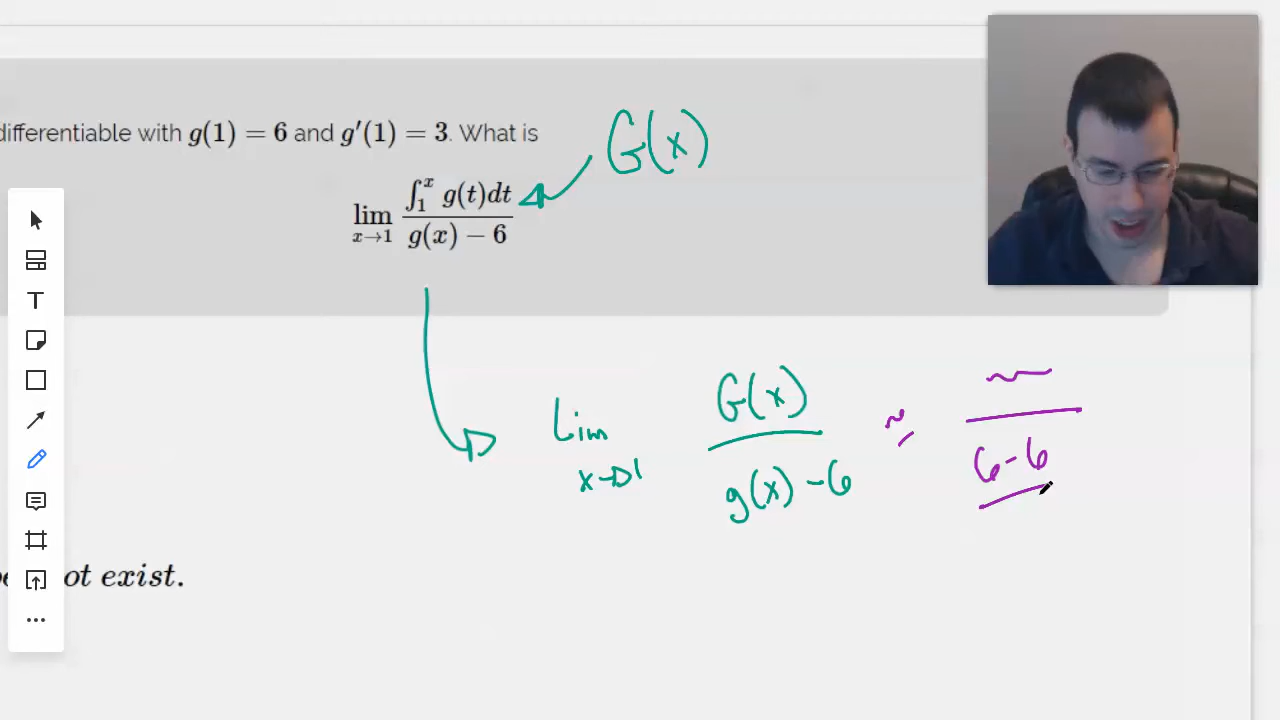 differentiable with g(1) = 6 and g′(1) = 3. What is
G(x)
lim x→1 ∫₁ˣ g(t)dt / g(x) − 6
Lim x→1 G(x) / g(x) − 6 ≈ ~ / 6 − 6
T
ot exist.